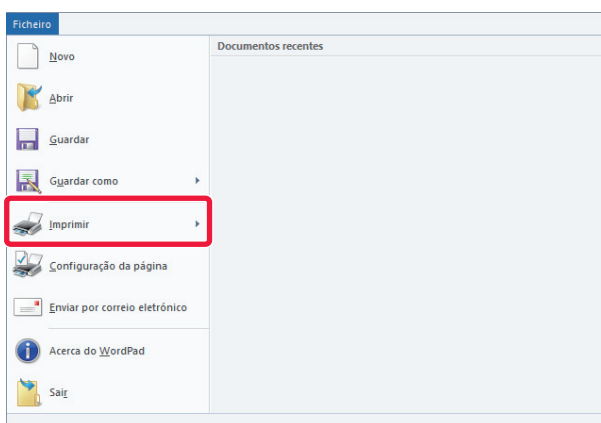 Ficheiro
Novo
Documentos recentes
Abrir
Guardar
Guardar como
Imprimir
Configuração da página
Enviar por correio eletrónico
Acerca do WordPad
Sair